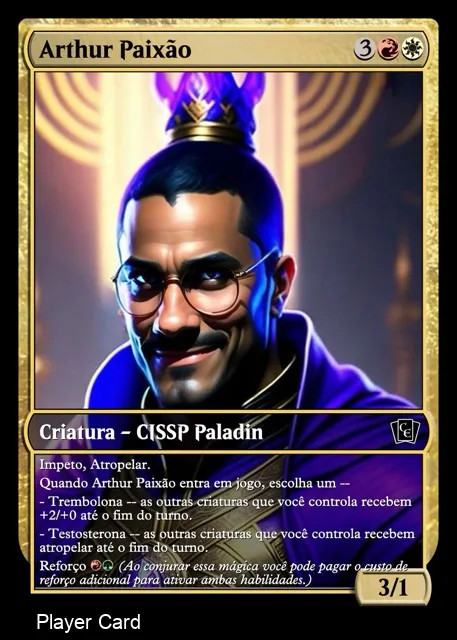 Arthur Paixão 3
Criatura – CISSP Paladin
CE
Impeto, Atropelar.
Quando Arthur Paixão entra em jogo, escolha um --
- Trembolona -- as outras criaturas que você controla recebem
+2/+0 até o fim do turno.
- Testosterona -- as outras criaturas que você controla recebem
atropelar até o fim do turno.
Reforço (Ao conjurar essa mágica você pode pagar o custo de
reforço adicional para ativar ambas habilidades.)
3/1
Player Card